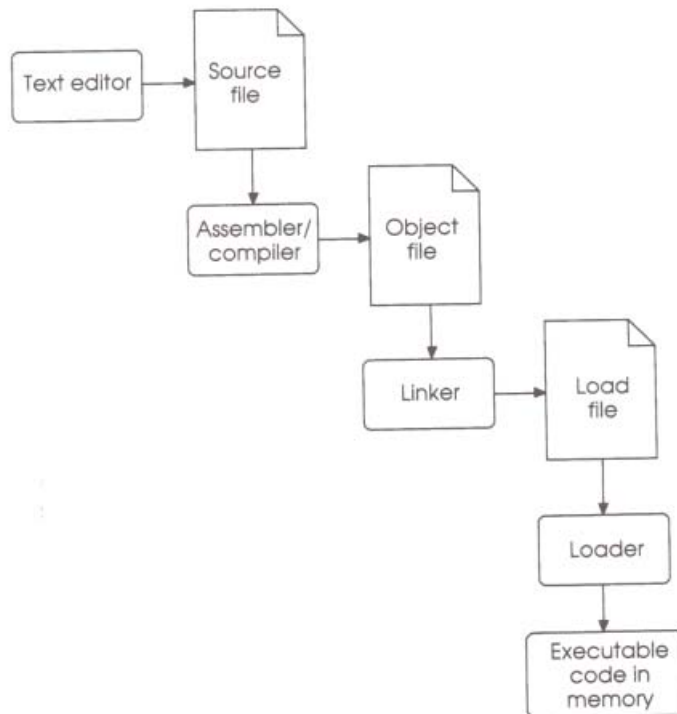 Text editor
Source
file
Assembler/
compiler
Object
file
Linker
Load
file
Loader
Executable
code in
memory